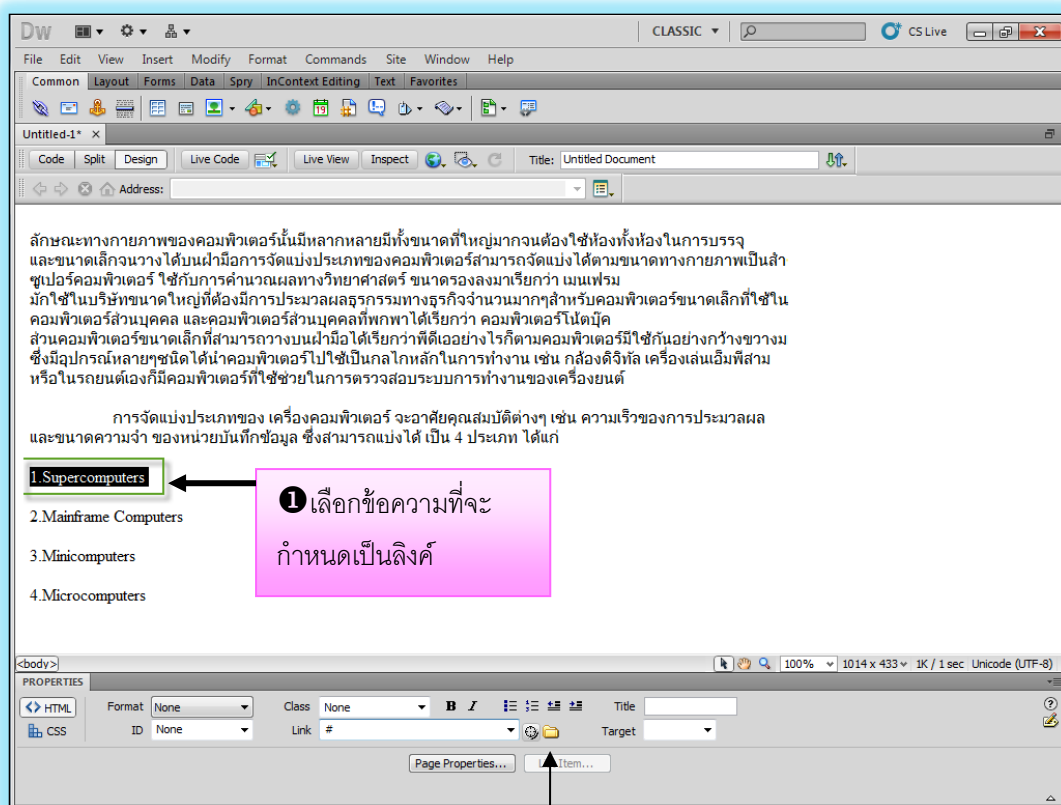 Dw CLASSIC CS Live
File Edit View Insert Modify Format Commands Site Window Help
Common Layout Forms Data Spry InContext Editing Text Favorites
19
Untitled-1* ×
Code Split Design Live Code Live View Inspect Title: Untitled Document
Address:
ลักษณะทางกายภาพของคอมพิวเตอร์นั้นมีหลากหลายมีทั้งขนาดที่ใหญ่มากจนต้องใช้ห้องทั้งห้องในการบรรจุ
และขนาดเล็กจนวางได้บนฝ่ามือการจัดแบ่งประเภทของคอมพิวเตอร์สามารถจัดแบ่งได้ตามขนาดทางกายภาพเป็นสำ
ซูเปอร์คอมพิวเตอร์ ใช้กับการคำนวณผลทางวิทยาศาสตร์ ขนาดรองลงมาเรียกว่า เมนเฟรม
มักใช้ในบริษัทขนาดใหญ่ที่ต้องมีการประมวลผลธุรกรรมทางธุรกิจจำนวนมากๆสำหรับคอมพิวเตอร์ขนาดเล็กที่ใช้ใน
คอมพิวเตอร์ส่วนบุคคล และคอมพิวเตอร์ส่วนบุคคลที่พกพาได้เรียกว่า คอมพิวเตอร์โน้ตบุ๊ค
ส่วนคอมพิวเตอร์ขนาดเล็กที่สามารถวางบนฝ่ามือได้เรียกว่าพีดีเออย่างไรก็ตามคอมพิวเตอร์มีใช้กันอย่างกว้างขวางม
ซึ่งมีอุปกรณ์หลายๆชนิดได้นำคอมพิวเตอร์ไปใช้เป็นกลไกหลักในการทำงาน เช่น กล้องดิจิทัล เครื่องเล่นเอ็มพีสาม
หรือในรถยนต์เองก็มีคอมพิวเตอร์ที่ใช้ช่วยในการตรวจสอบระบบการทำงานของเครื่องยนต์
การจัดแบ่งประเภทของ เครื่องคอมพิวเตอร์ จะอาศัยคุณสมบัติต่างๆ เช่น ความเร็วของการประมวลผล
และขนาดความจำ ของหน่วยบันทึกข้อมูล ซึ่งสามารถแบ่งได้ เป็น 4 ประเภท ได้แก่
1.Supercomputers
❶เลือกข้อความที่จะ
กำหนดเป็นลิงค์
2.Mainframe Computers
3.Minicomputers
4.Microcomputers
<body> 100% 1014 x 433 1K / 1 sec Unicode (UTF-8)
PROPERTIES
<> HTML Format None Class None B I Title
CSS ID None Link # Target
Page Properties... List Item...